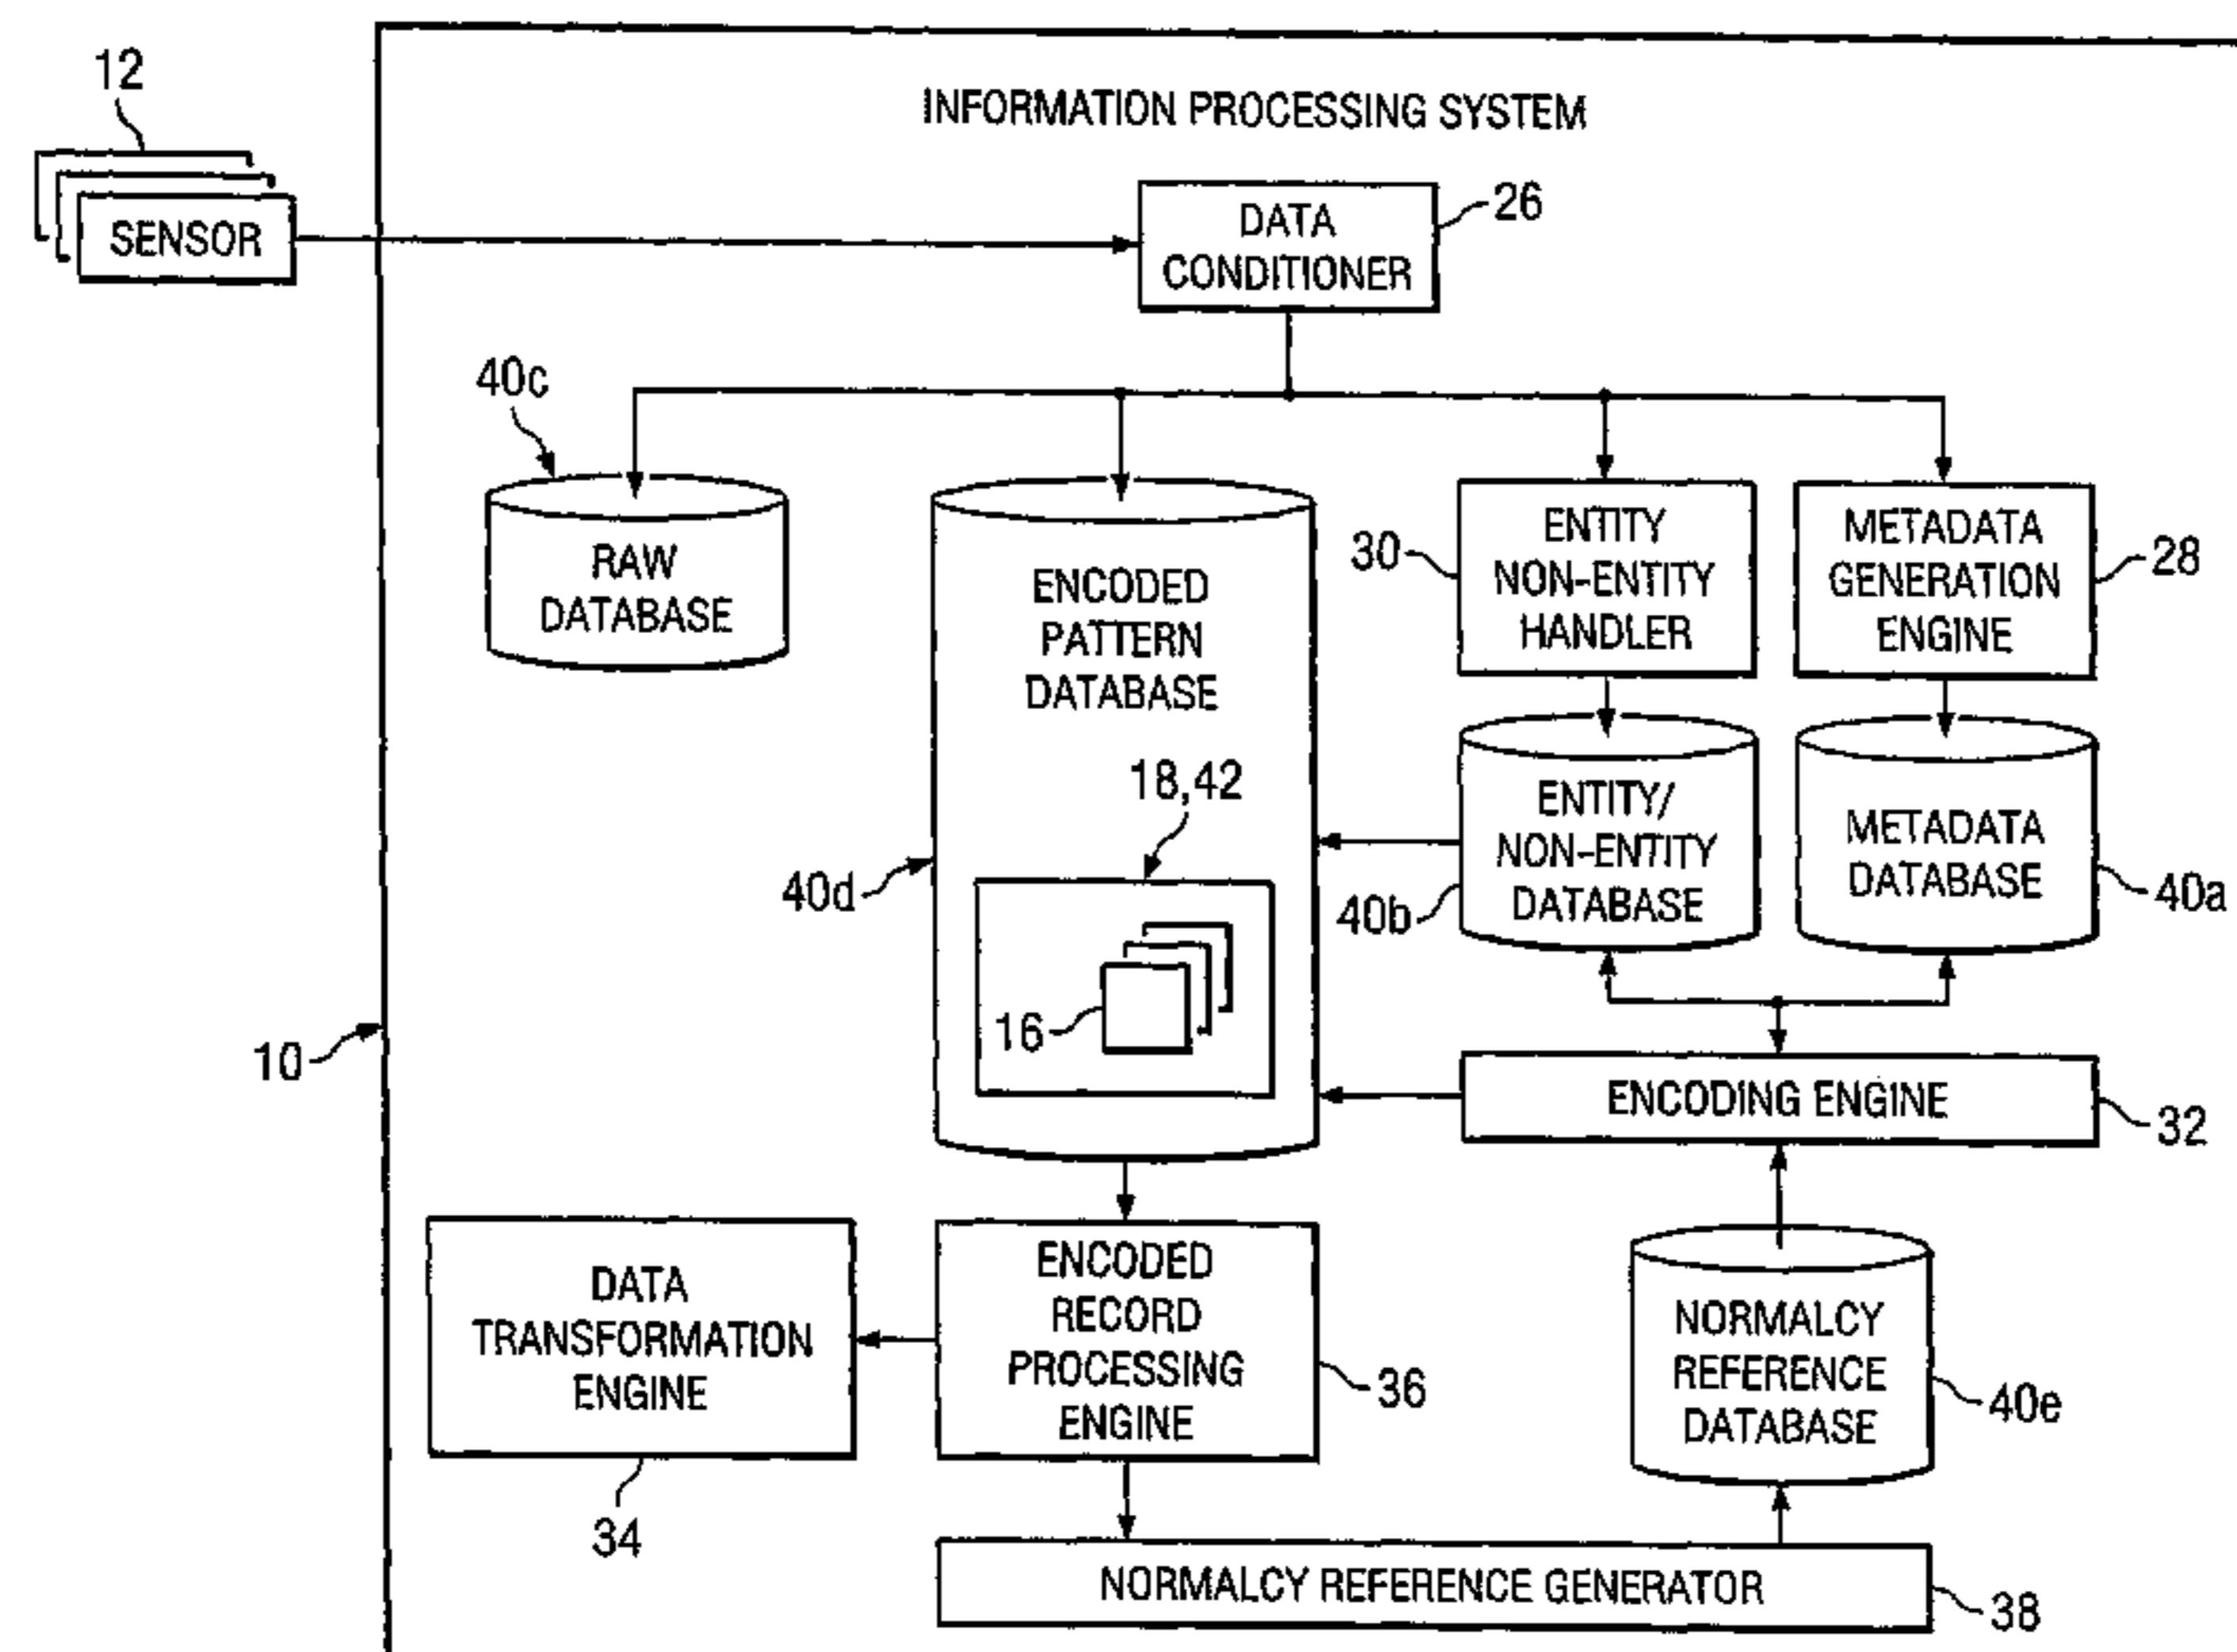 12
INFORMATION PROCESSING SYSTEM
SENSOR
DATA
CONDITIONER
26
40c
RAW
DATABASE
ENCODED
PATTERN
DATABASE
30
ENTITY
NON-ENTITY
HANDLER
METADATA
GENERATION
ENGINE
28
18,42
40d
16
ENTITY/
NON-ENTITY
DATABASE
40b
METADATA
DATABASE
40a
10
ENCODING ENGINE
32
DATA
TRANSFORMATION
ENGINE
34
ENCODED
RECORD
PROCESSING
ENGINE
36
NORMALCY
REFERENCE
DATABASE
40e
NORMALCY REFERENCE GENERATOR
38